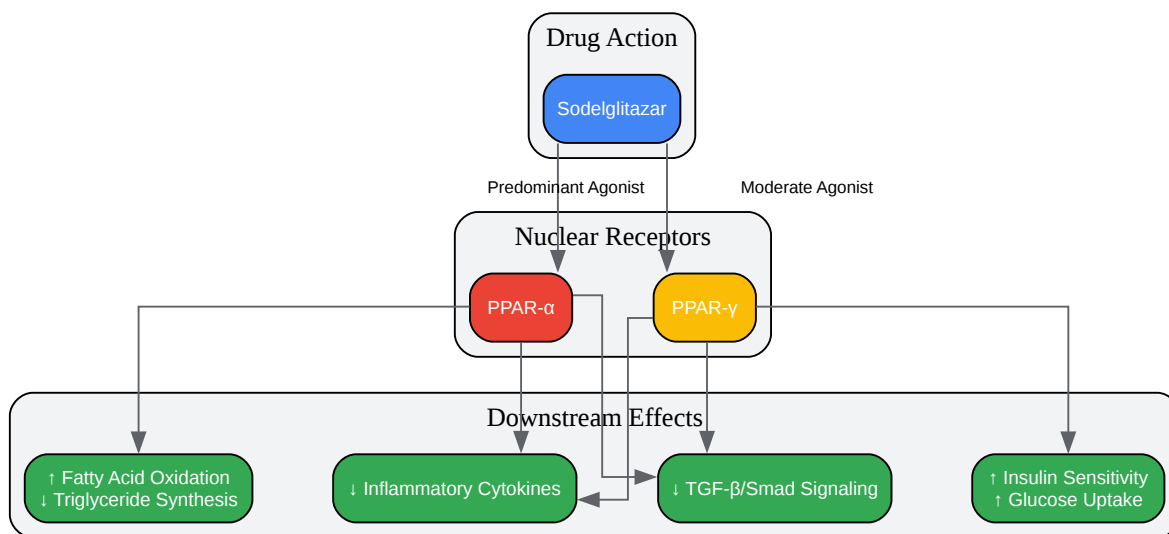 Drug Action
Sodelglitazar
Predominant Agonist
Moderate Agonist
Nuclear Receptors
PPAR-α
PPAR-γ
Downstream Effects
↑ Fatty Acid Oxidation
↓ Triglyceride Synthesis
↓ Inflammatory Cytokines
↓ TGF-β/Smad Signaling
↑ Insulin Sensitivity
↑ Glucose Uptake